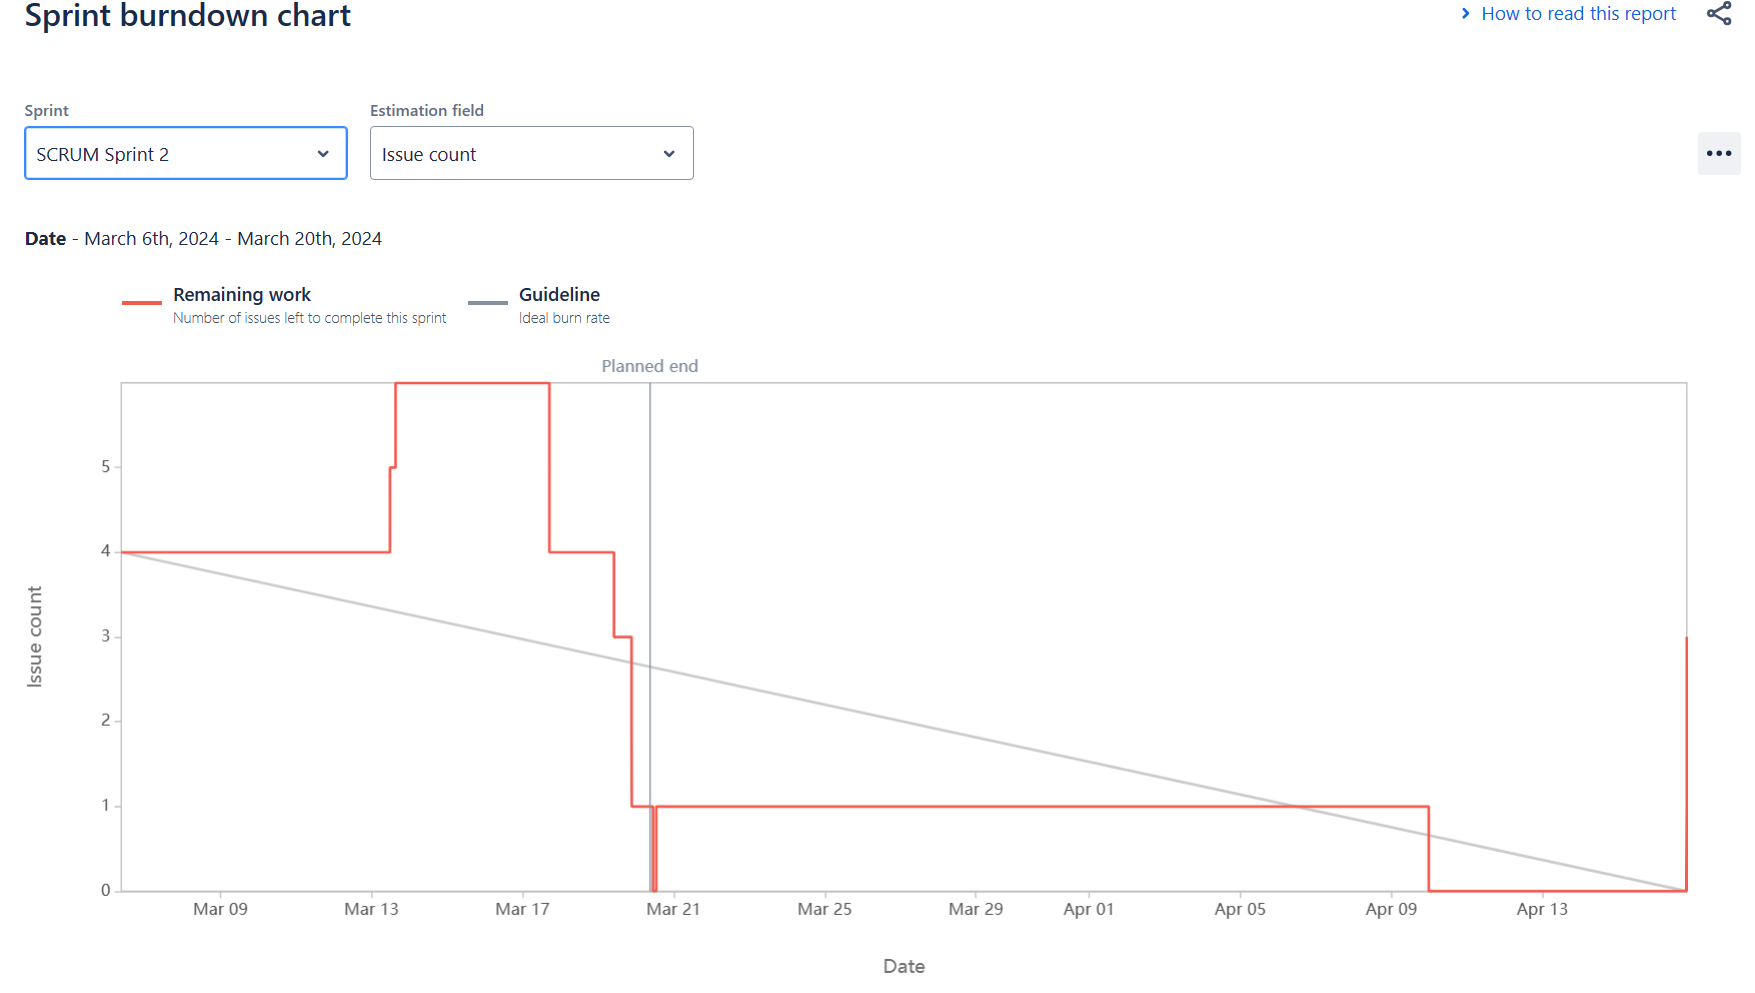 Sprint burndown chart
How to read this report
Sprint
Estimation field
SCRUM Sprint 2
Issue count
Date - March 6th, 2024 - March 20th, 2024
Remaining work
Number of issues left to complete this sprint
Guideline
Ideal burn rate
Planned end
5
4
3
2
1
0
Issue count
Mar 09
Mar 13
Mar 17
Mar 21
Mar 25
Mar 29
Apr 01
Apr 05
Apr 09
Apr 13
Date